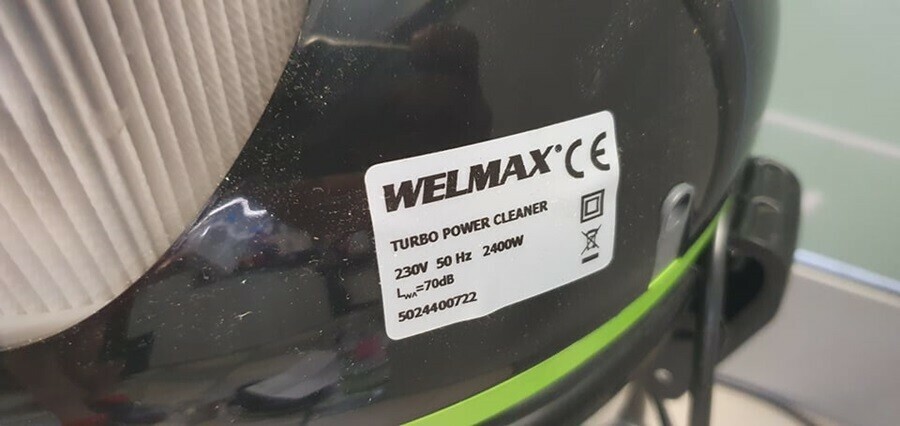 WELMAX® CE
TURBO POWER CLEANER
230V 50 Hz 2400W
LWA=70dB
5024400722